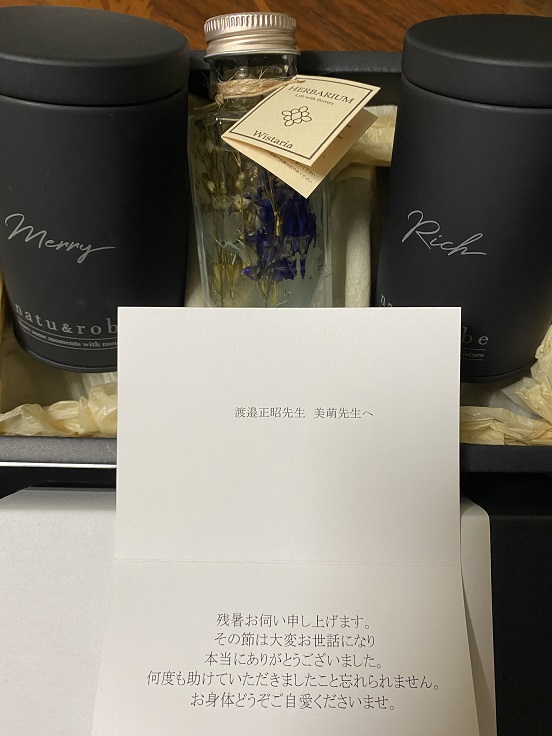 HERBARIUM
Life with flowers
Wistaria
Merry
natu&robe
Rich
be
渡邉正昭先生 美萌先生へ
残暑お伺い申し上げます。
その節は大変お世話になり
本当にありがとうございました。
何度も助けていただきましたこと忘れられません。
お身体どうぞご自愛くださいませ。